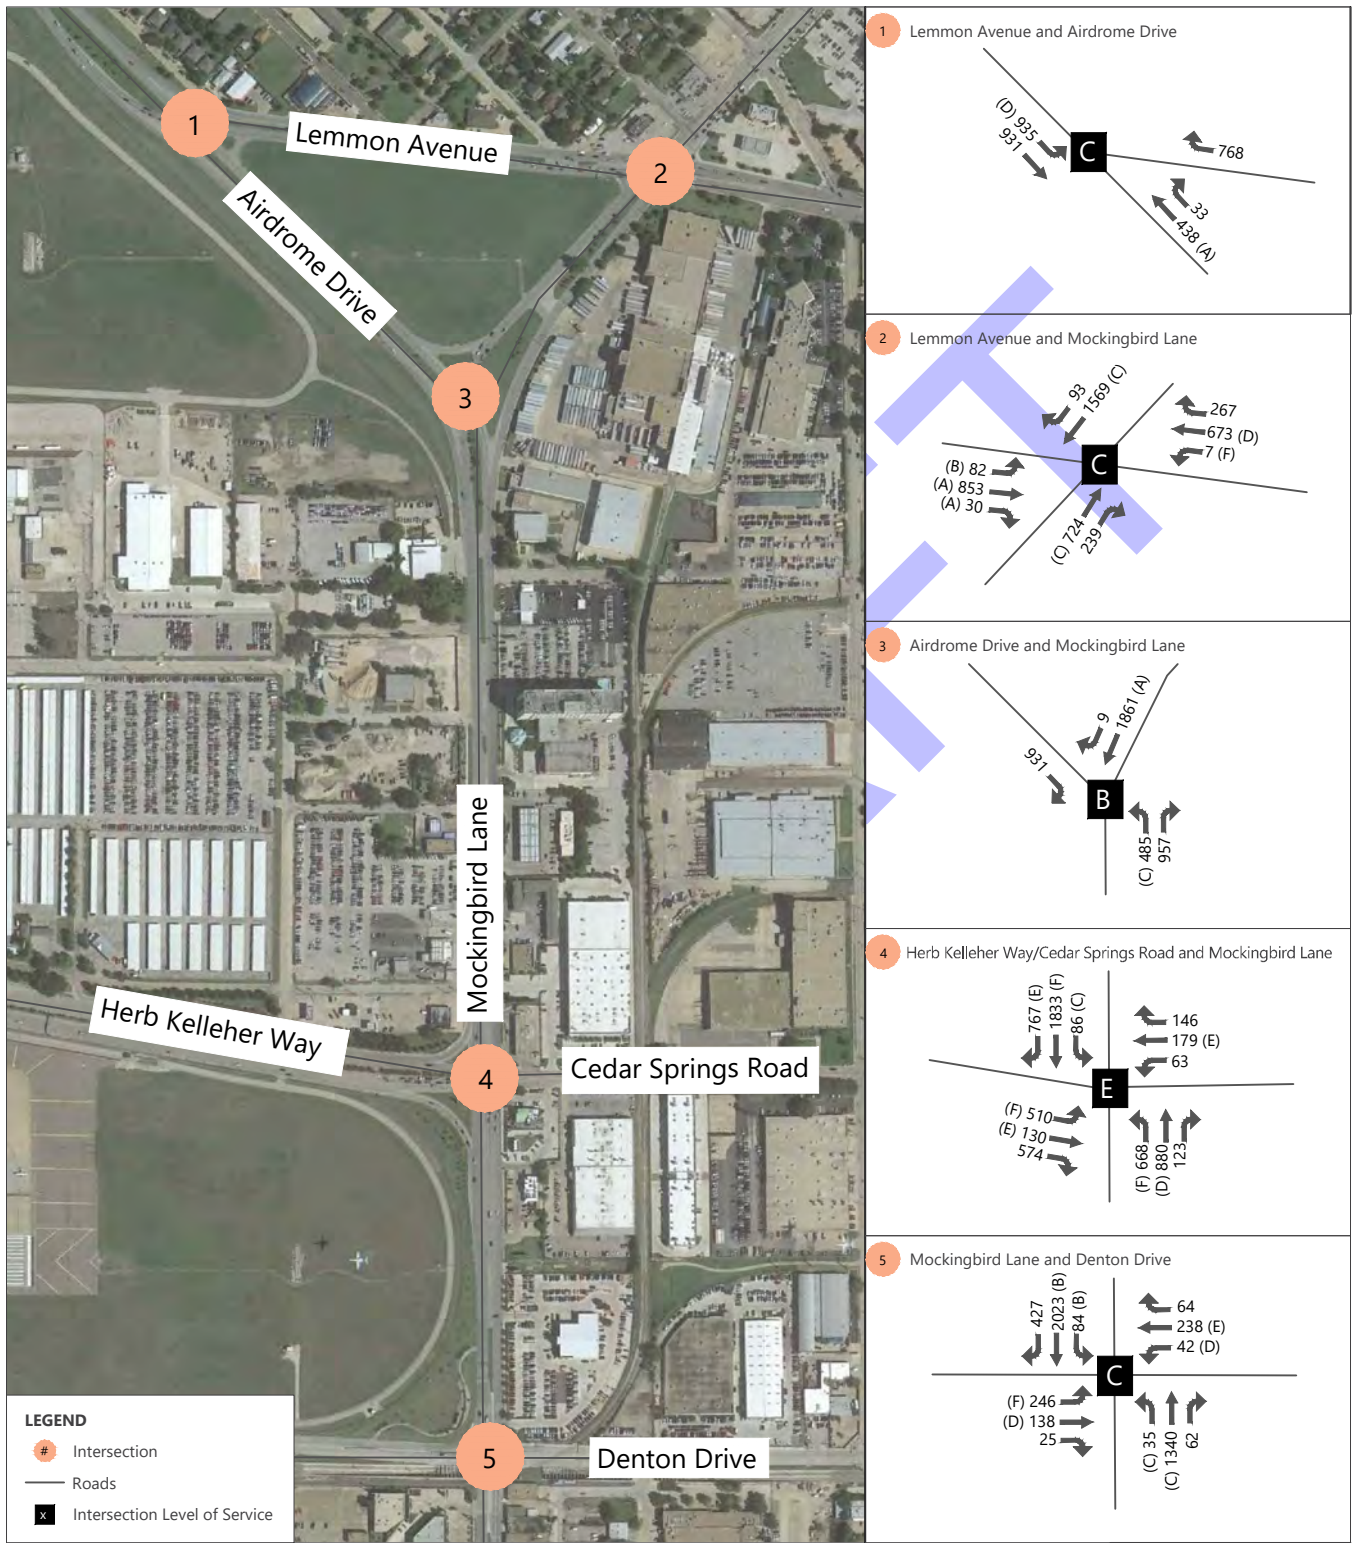 1
Lemmon Avenue
2
Airdrome Drive
3
Mockingbird Lane
Herb Kelleher Way
4
Cedar Springs Road
5
Denton Drive
LEGEND
# Intersection
Roads
x Intersection Level of Service
1 Lemmon Avenue and Airdrome Drive
(D) 935
931
C
768
33
438 (A)
2 Lemmon Avenue and Mockingbird Lane
93
1569 (C)
267
673 (D)
7 (F)
C
(B) 82
(A) 853
(A) 30
(C) 724
239
3 Airdrome Drive and Mockingbird Lane
9
1861 (A)
931
B
(C) 485
957
4 Herb Kelleher Way/Cedar Springs Road and Mockingbird Lane
767 (E)
1833 (F)
86 (C)
146
179 (E)
63
E
(F) 510
(E) 130
574
(F) 668
(D) 880
123
5 Mockingbird Lane and Denton Drive
427
2023 (B)
84 (B)
64
238 (E)
42 (D)
C
(F) 246
(D) 138
25
(C) 35
(C) 1340
62